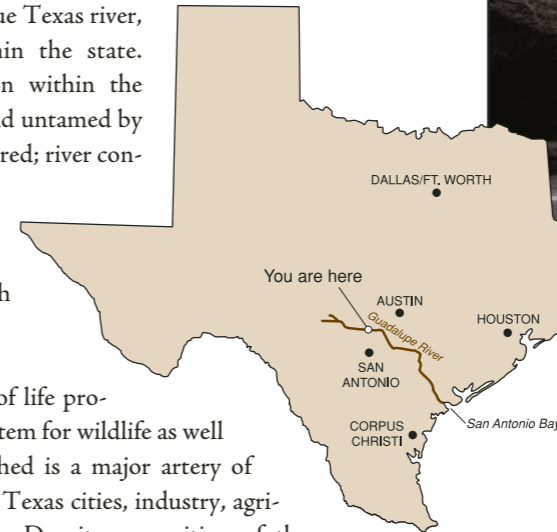 ue Texas river,
in the state.
n within the
d untamed by
red; river con-
h
of life pro-
tem for wildlife as well
hed is a major artery of
Texas cities, industry, agri-
DALLAS/FT. WORTH
You are here
AUSTIN
Guadalupe River
HOUSTON
SAN
ANTONIO
San Antonio Bay
CORPUS
CHRISTI